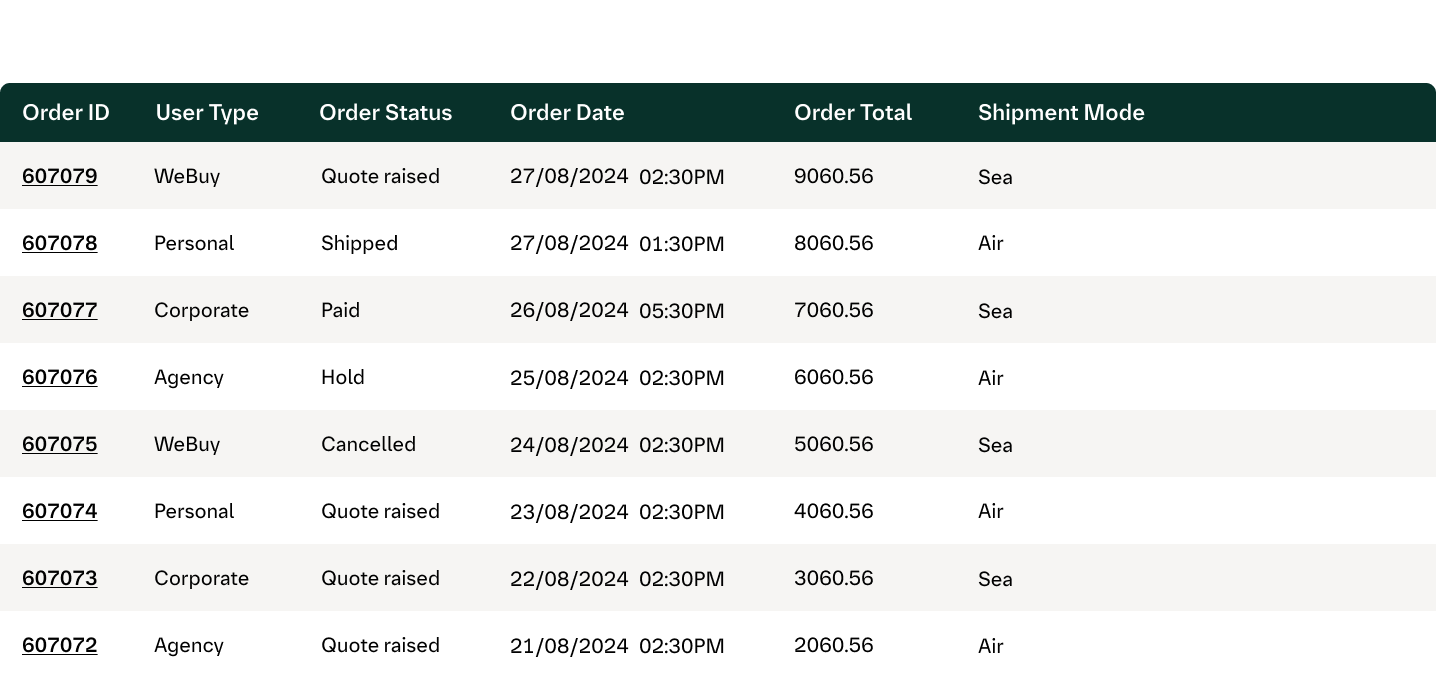 Order ID User Type Order Status Order Date Order Total Shipment Mode
607079 WeBuy Quote raised 27/08/2024 02:30PM 9060.56 Sea
607078 Personal Shipped 27/08/2024 01:30PM 8060.56 Air
607077 Corporate Paid 26/08/2024 05:30PM 7060.56 Sea
607076 Agency Hold 25/08/2024 02:30PM 6060.56 Air
607075 WeBuy Cancelled 24/08/2024 02:30PM 5060.56 Sea
607074 Personal Quote raised 23/08/2024 02:30PM 4060.56 Air
607073 Corporate Quote raised 22/08/2024 02:30PM 3060.56 Sea
607072 Agency Quote raised 21/08/2024 02:30PM 2060.56 Air